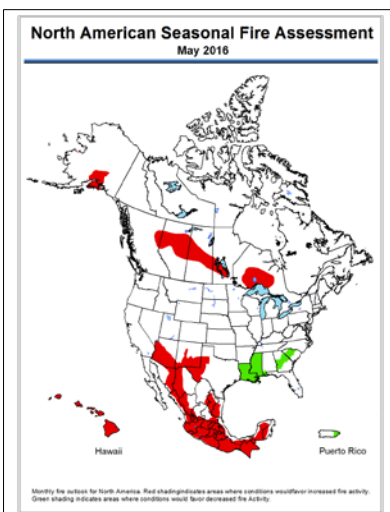 North American Seasonal Fire Assessment
May 2016
Hawaii
Puerto Rico
Monthly fire outlook for North America. Red shadingindicates areas where conditions wouldfavor increased fire activity.
Green shading indicates areas where conditions would favor decreased fire Activity.